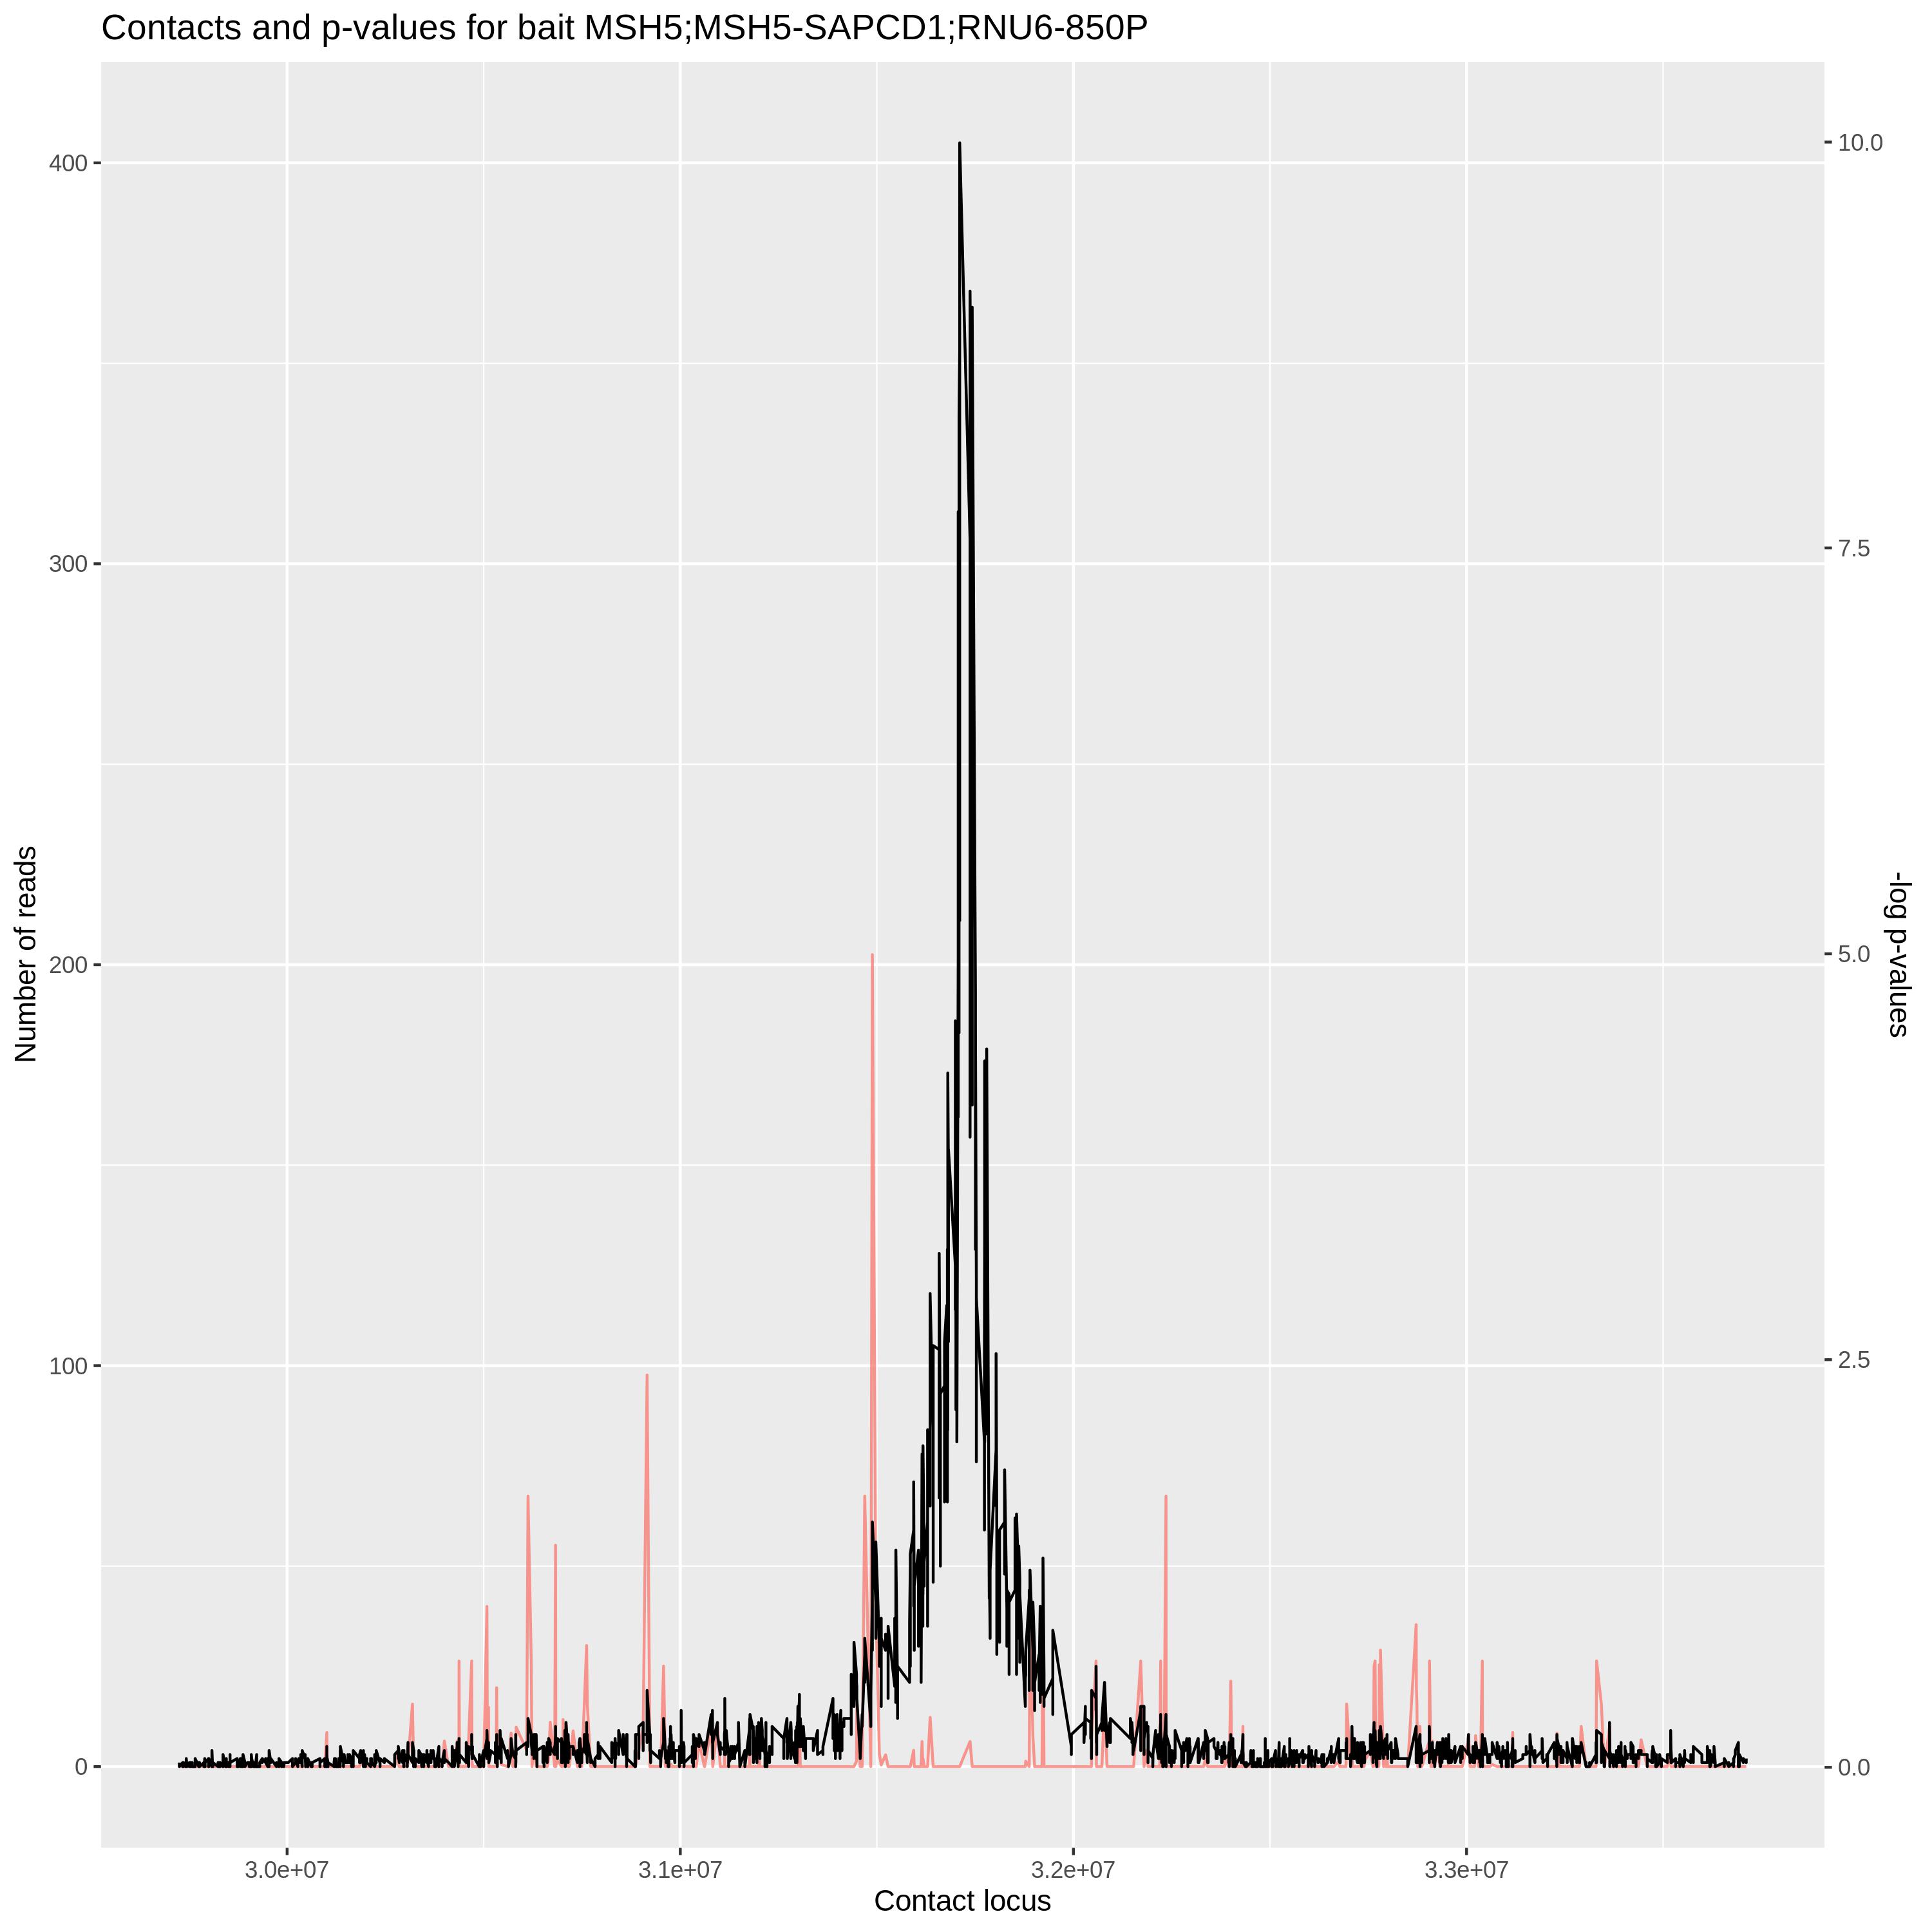 Contacts and p-values for bait MSH5;MSH5-SAPCD1;RNU6-850P
400
300
200
100
0
Number of reads
10.0
7.5
5.0
2.5
0.0
-log p-values
3.0e+07
3.1e+07
3.2e+07
3.3e+07
Contact locus